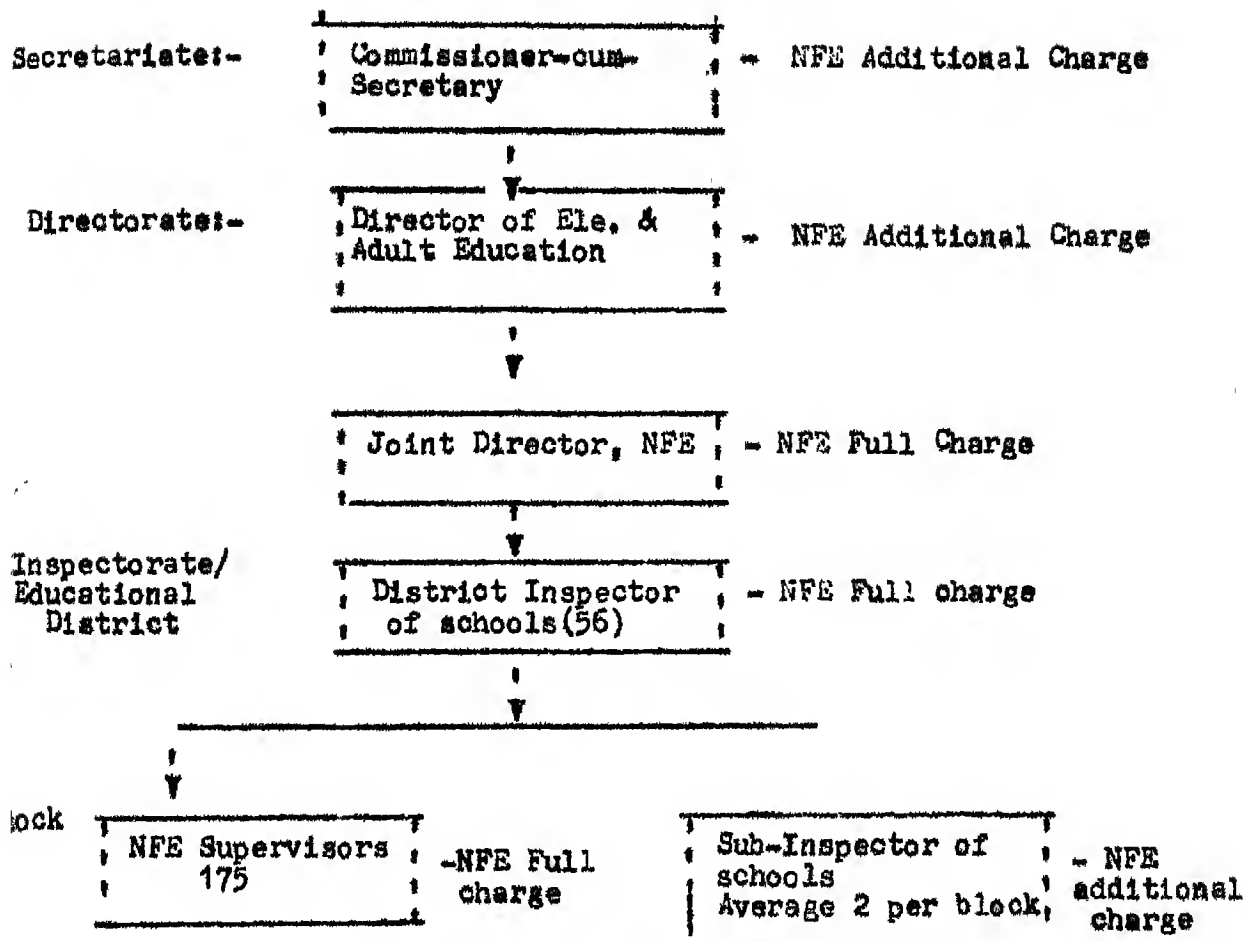 Secretariate:-
Commissioner-cum-
Secretary
- NFE Additional Charge
Directorate:-
Director of Ele. &
Adult Education
- NFE Additional Charge
Joint Director, NFE
- NFE Full Charge
Inspectorate/
Educational
District
District Inspector
of schools(56)
- NFE Full charge
lock
NFE Supervisors
175
-NFE Full
charge
Sub-Inspector of
schools
Average 2 per block
- NFE
additional
charge